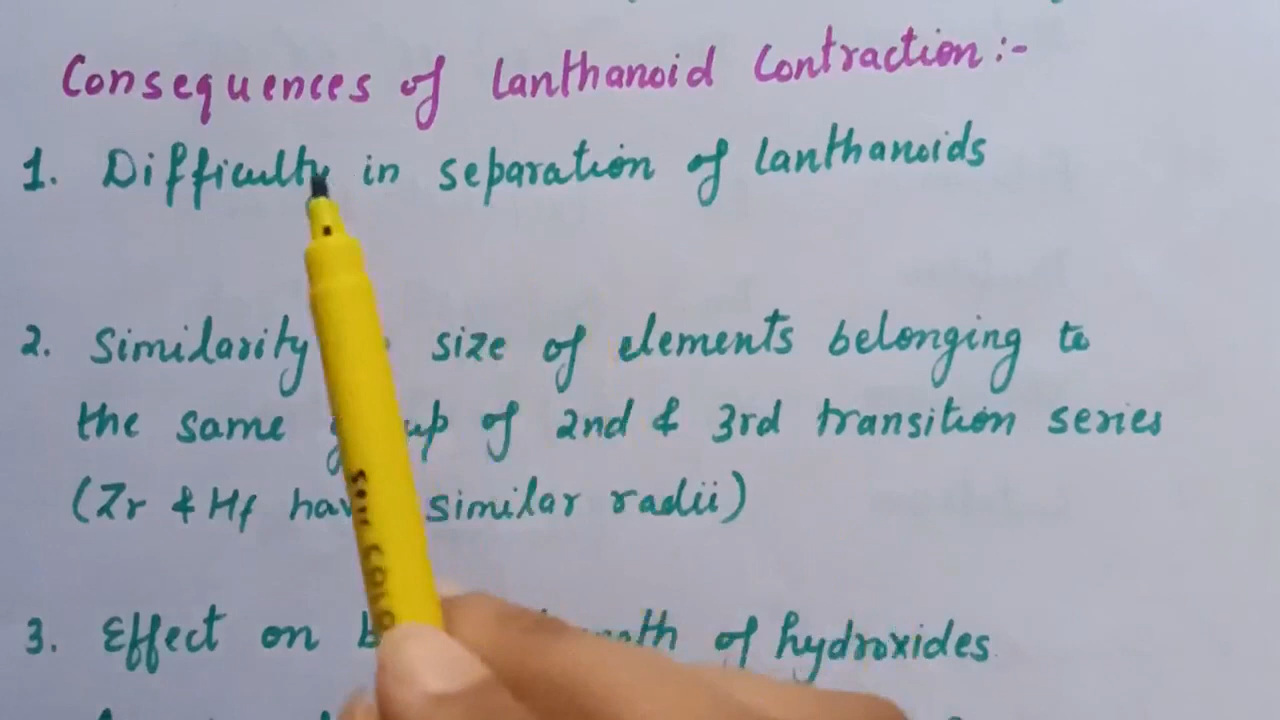 Consequences of Lanthanoid Contraction:-
1. Difficulty in separation of lanthanoids
2. Similarity size of elements belonging to
the same of 2nd & 3rd transition series
(Zr & Hf have similar radii)
3. Effect on of hydroxides